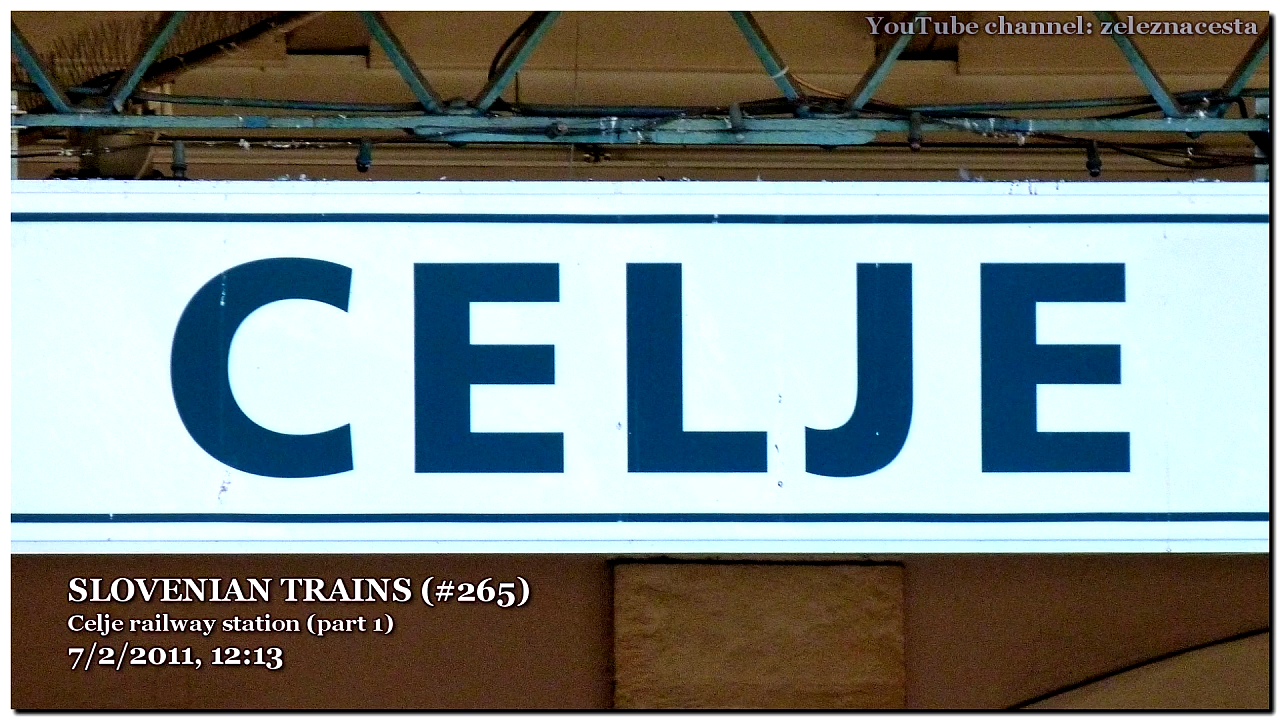 YouTube channel: zeleznacesta
CELJE
SLOVENIAN TRAINS (#265)
Celje railway station (part 1)
7/2/2011, 12:13